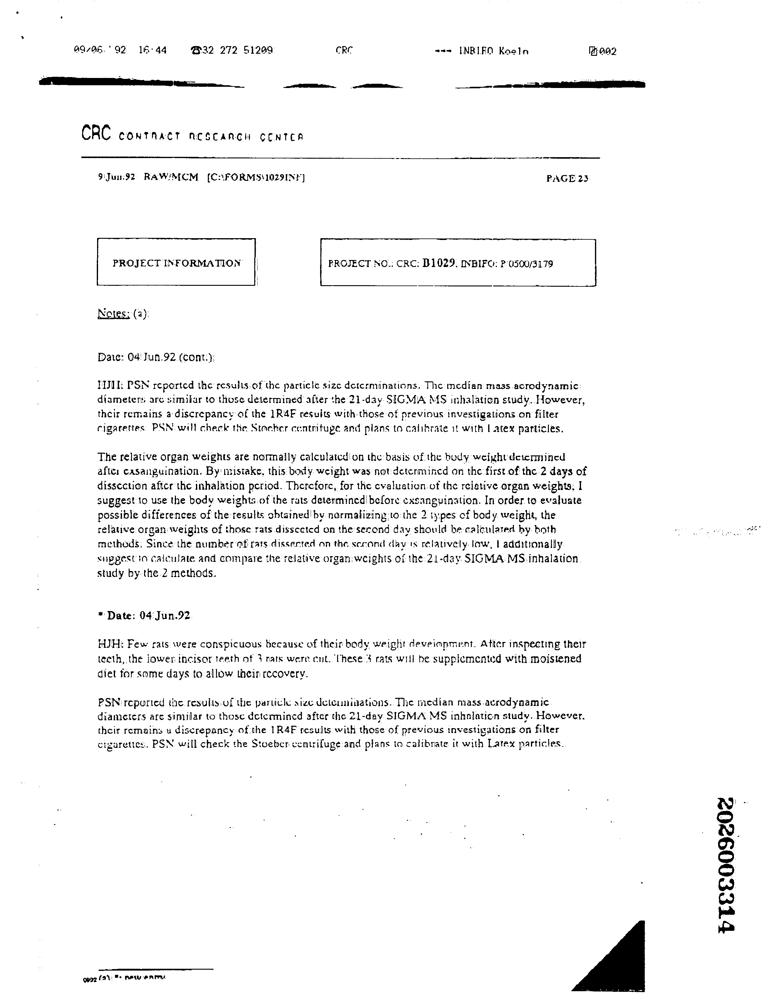 09/06 '92 16:44 ☎32 272 51209 CRC --- INBIFO Koeln 002
CRC CONTRACT RESEARCH CENTER
9 Jun.92 RAW/MCM [C:\FORMS\1029INF] PAGE 23
PROJECT INFORMATION
PROJECT NO.: CRC: B1029, INBIFO: P 0500/3179
Notes: (a)
Date: 04 Jun.92 (cont.)
HJH: PSN reported the results of the particle size determinations. The median mass aerodynamic
diameters are similar to those determined after the 21-day SIGMA MS inhalation study. However,
their remains a discrepancy of the 1R4F results with those of previous investigations on filter
cigarettes. PSN will check the Stoeber centrifuge and plans to calibrate it with Latex particles.
The relative organ weights are normally calculated on the basis of the body weight determined
after exsanguination. By mistake, this body weight was not determined on the first of the 2 days of
dissection after the inhalation period. Therefore, for the evaluation of the relative organ weights, I
suggest to use the body weights of the rats determined before exsanguination. In order to evaluate
possible differences of the results obtained by normalizing to the 2 types of body weight, the
relative organ weights of those rats dissected on the second day should be calculated by both
methods. Since the number of rats dissected on the second day is relatively low, I additionally
suggest to calculate and compare the relative organ weights of the 21-day SIGMA MS inhalation
study by the 2 methods.
* Date: 04 Jun.92
HJH: Few rats were conspicuous because of their body weight development. After inspecting their
teeth, the lower incisor teeth of 3 rats were cut. These 3 rats will be supplemented with moistened
diet for some days to allow their recovery.
PSN reported the results of the particle size determinations. The median mass aerodynamic
diameters are similar to those determined after the 21-day SIGMA MS inhalation study. However,
their remains a discrepancy of the 1R4F results with those of previous investigations on filter
cigarettes. PSN will check the Stoeber centrifuge and plans to calibrate it with Latex particles.
2026003314
(a): *= new entry